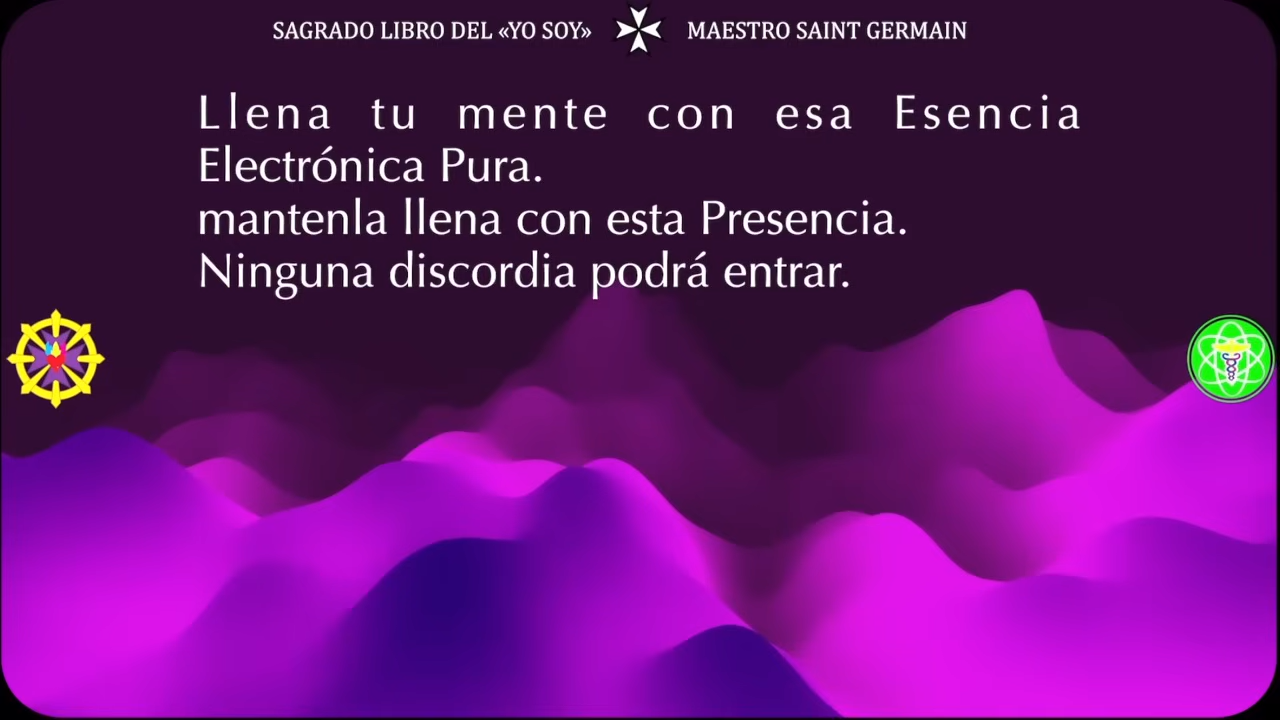 SAGRADO LIBRO DEL «YO SOY» MAESTRO SAINT GERMAIN
Llena tu mente con esa Esencia
Electrónica Pura.
mantenla llena con esta Presencia.
Ninguna discordia podrá entrar.